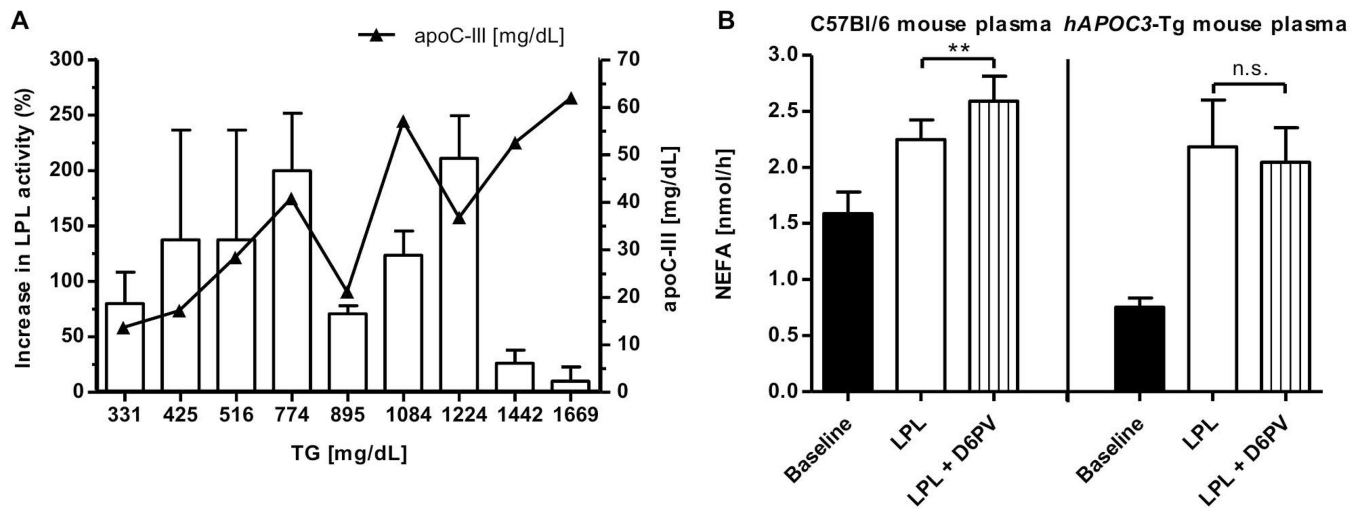 A
apoC-III [mg/dL]
Increase in LPL activity (%)
300
250
200
150
100
50
0
70
60
50
40
30
20
10
0
apoC-III [mg/dL]
331 425 516 774 895 1084 1224 1442 1669
TG [mg/dL]
B
C57Bl/6 mouse plasma hAPOC3-Tg mouse plasma
NEFA [nmol/h]
3.0
2.5
2.0
1.5
1.0
0.5
0.0
**
n.s.
Baseline
LPL
LPL + D6PV
Baseline
LPL
LPL + D6PV